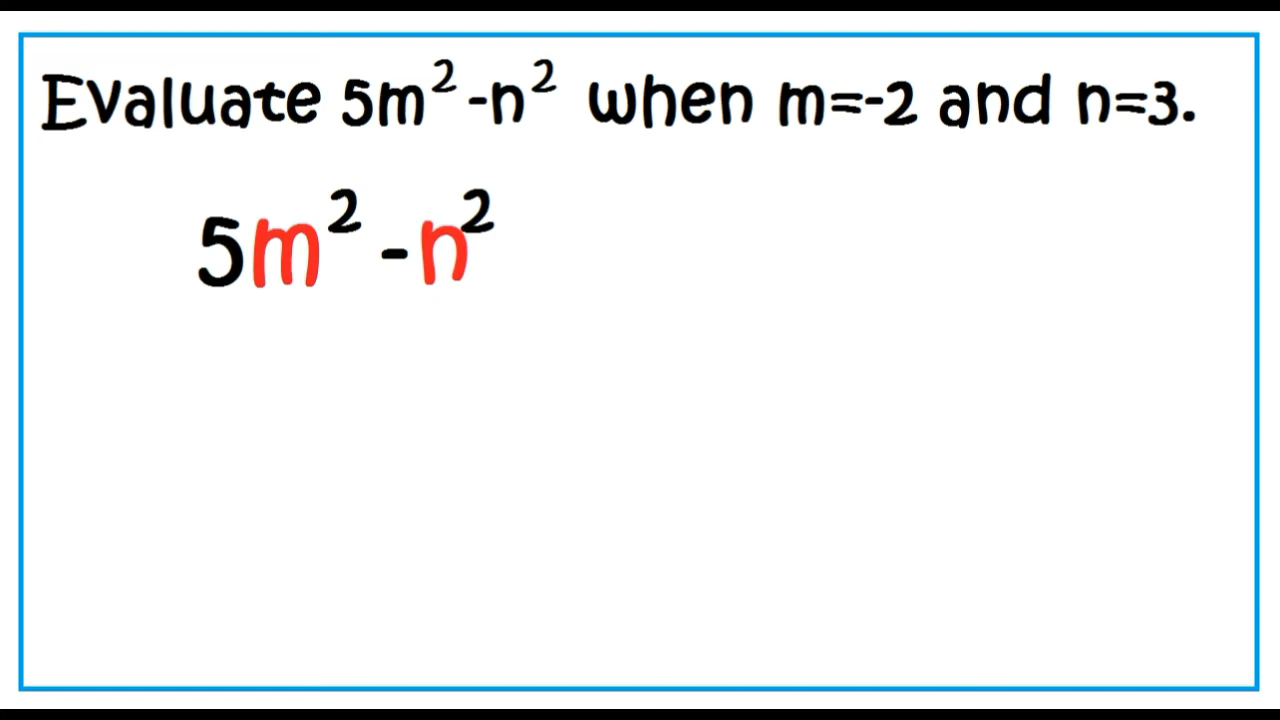 Evaluate 5m² -n² when m=-2 and n=3.
5m² -n²